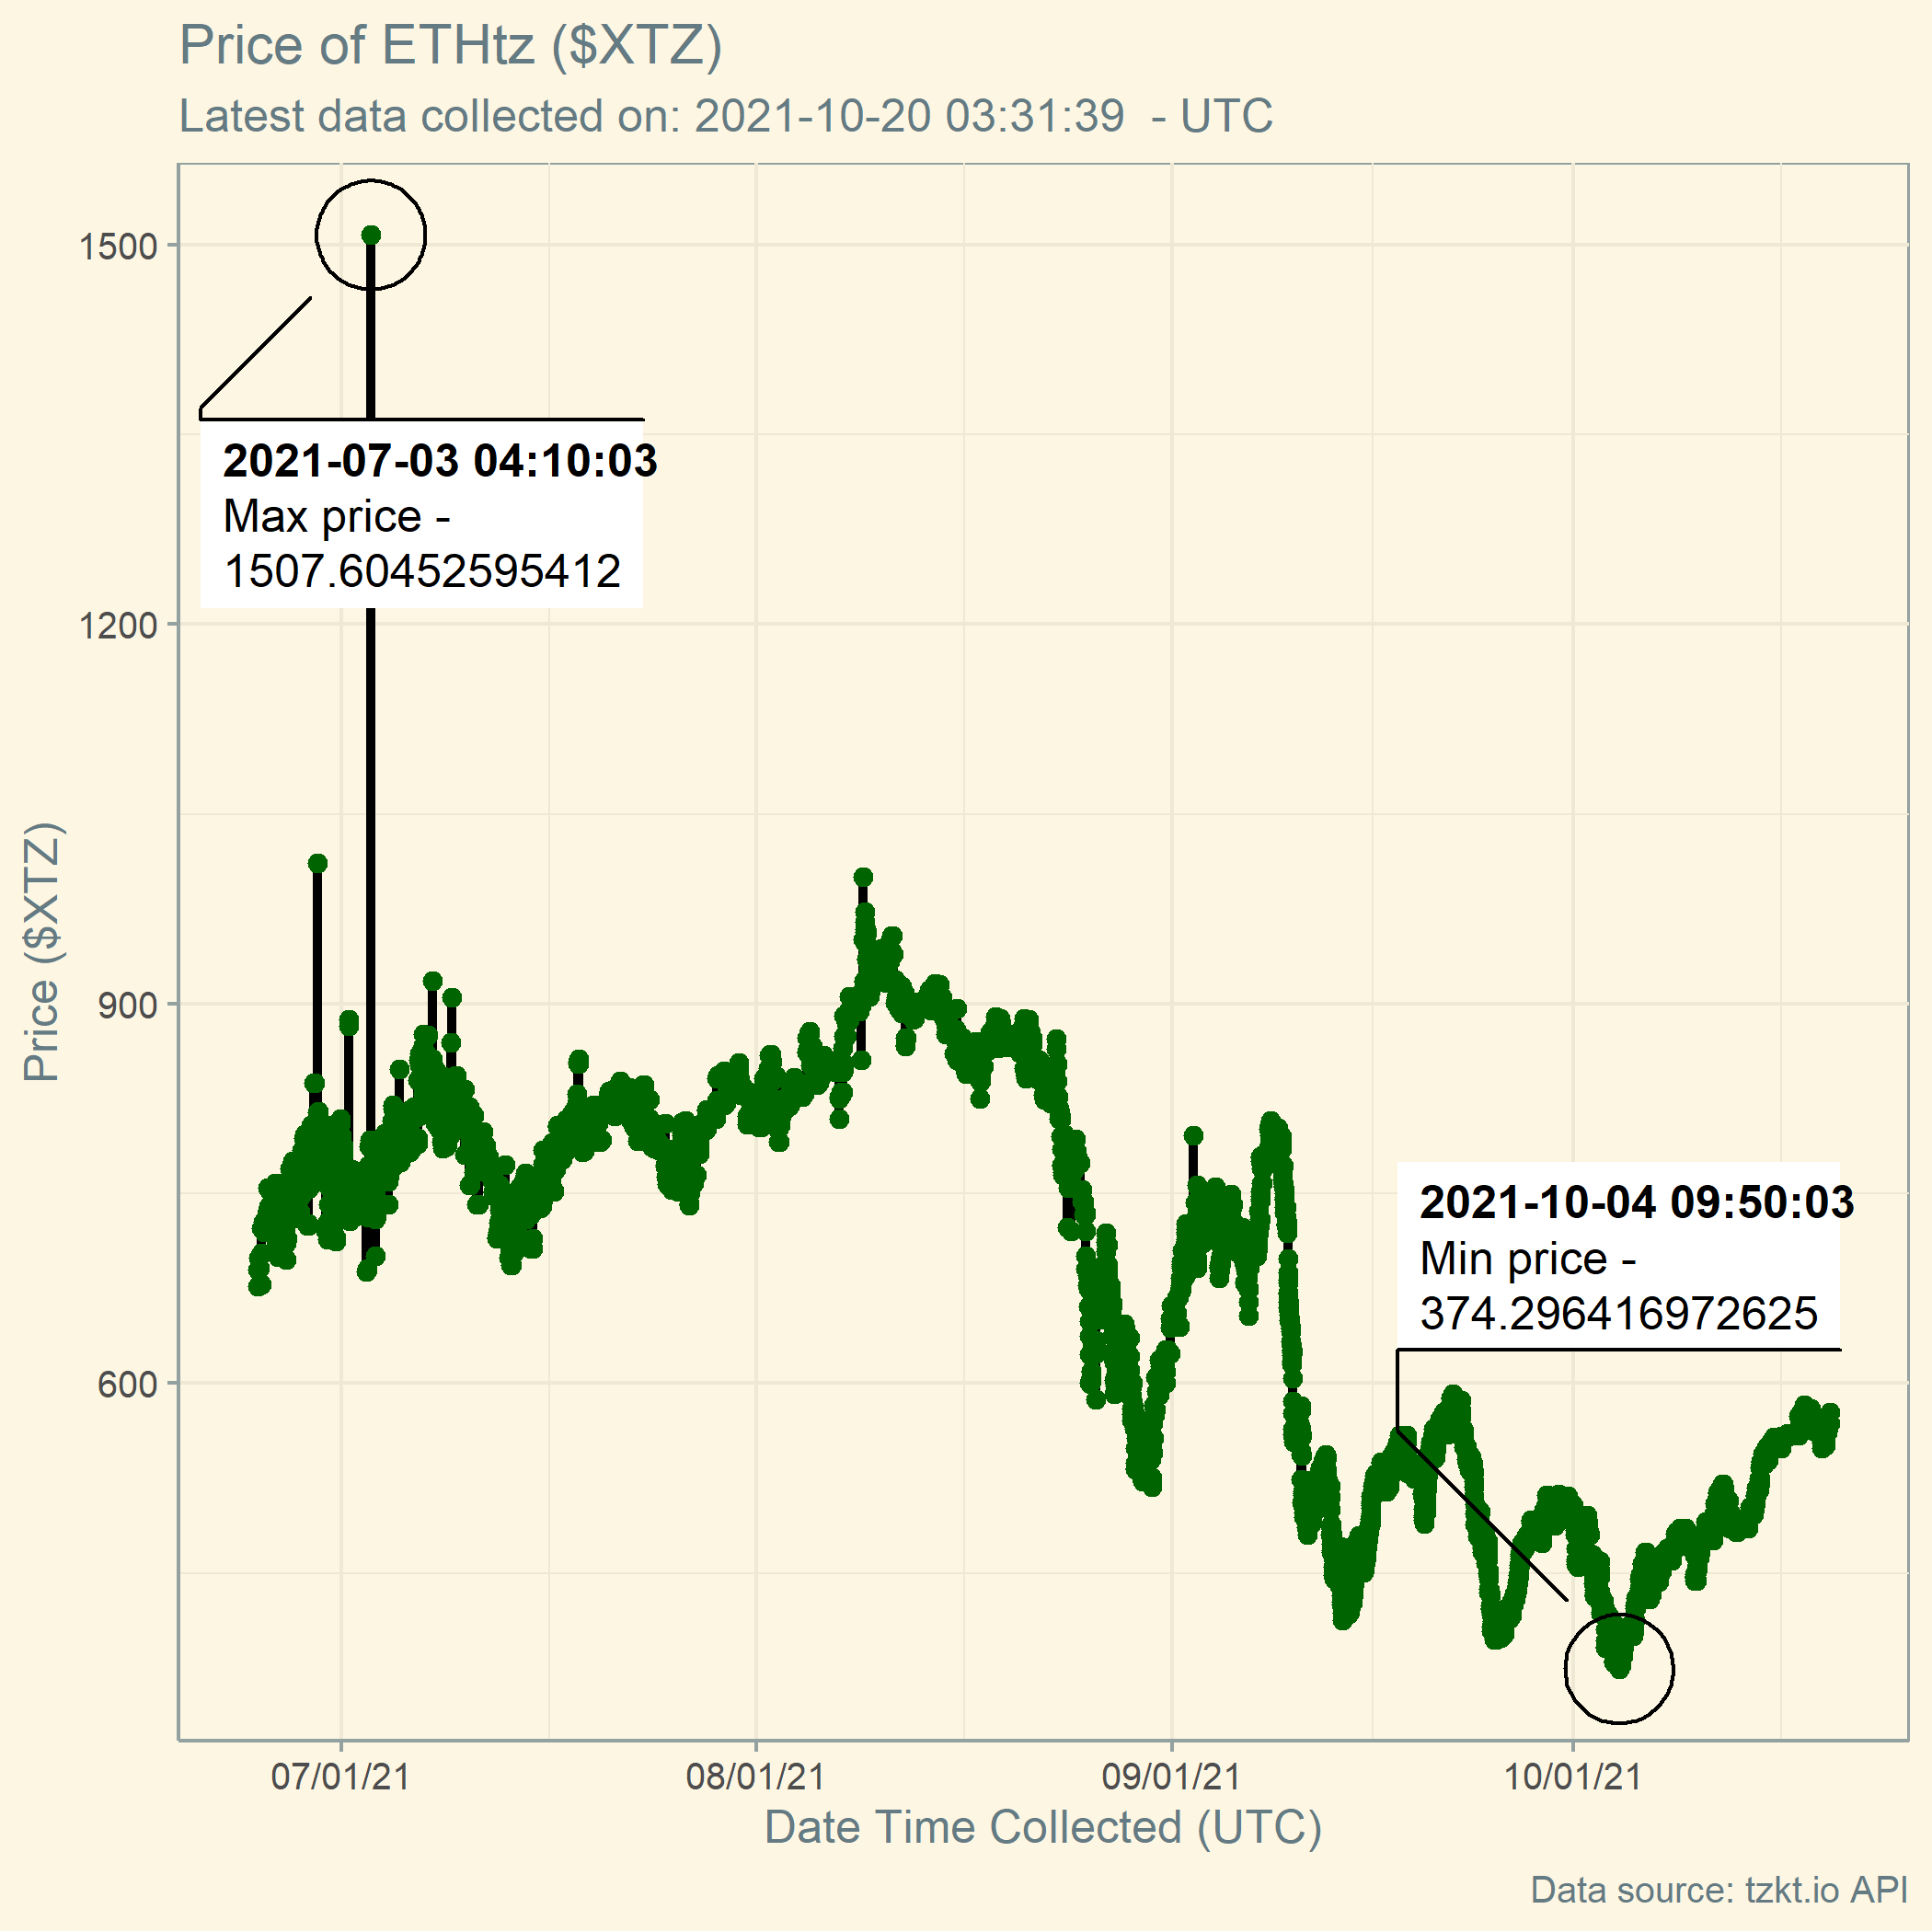 Price of ETHtz ($XTZ)
Latest data collected on: 2021-10-20 03:31:39  - UTC
1500
1200
900
600
Price ($XTZ)
2021-07-03 04:10:03
Max price -
1507.60452595412
2021-10-04 09:50:03
Min price -
374.296416972625
07/01/21
08/01/21
09/01/21
10/01/21
Date Time Collected (UTC)
Data source: tzkt.io API